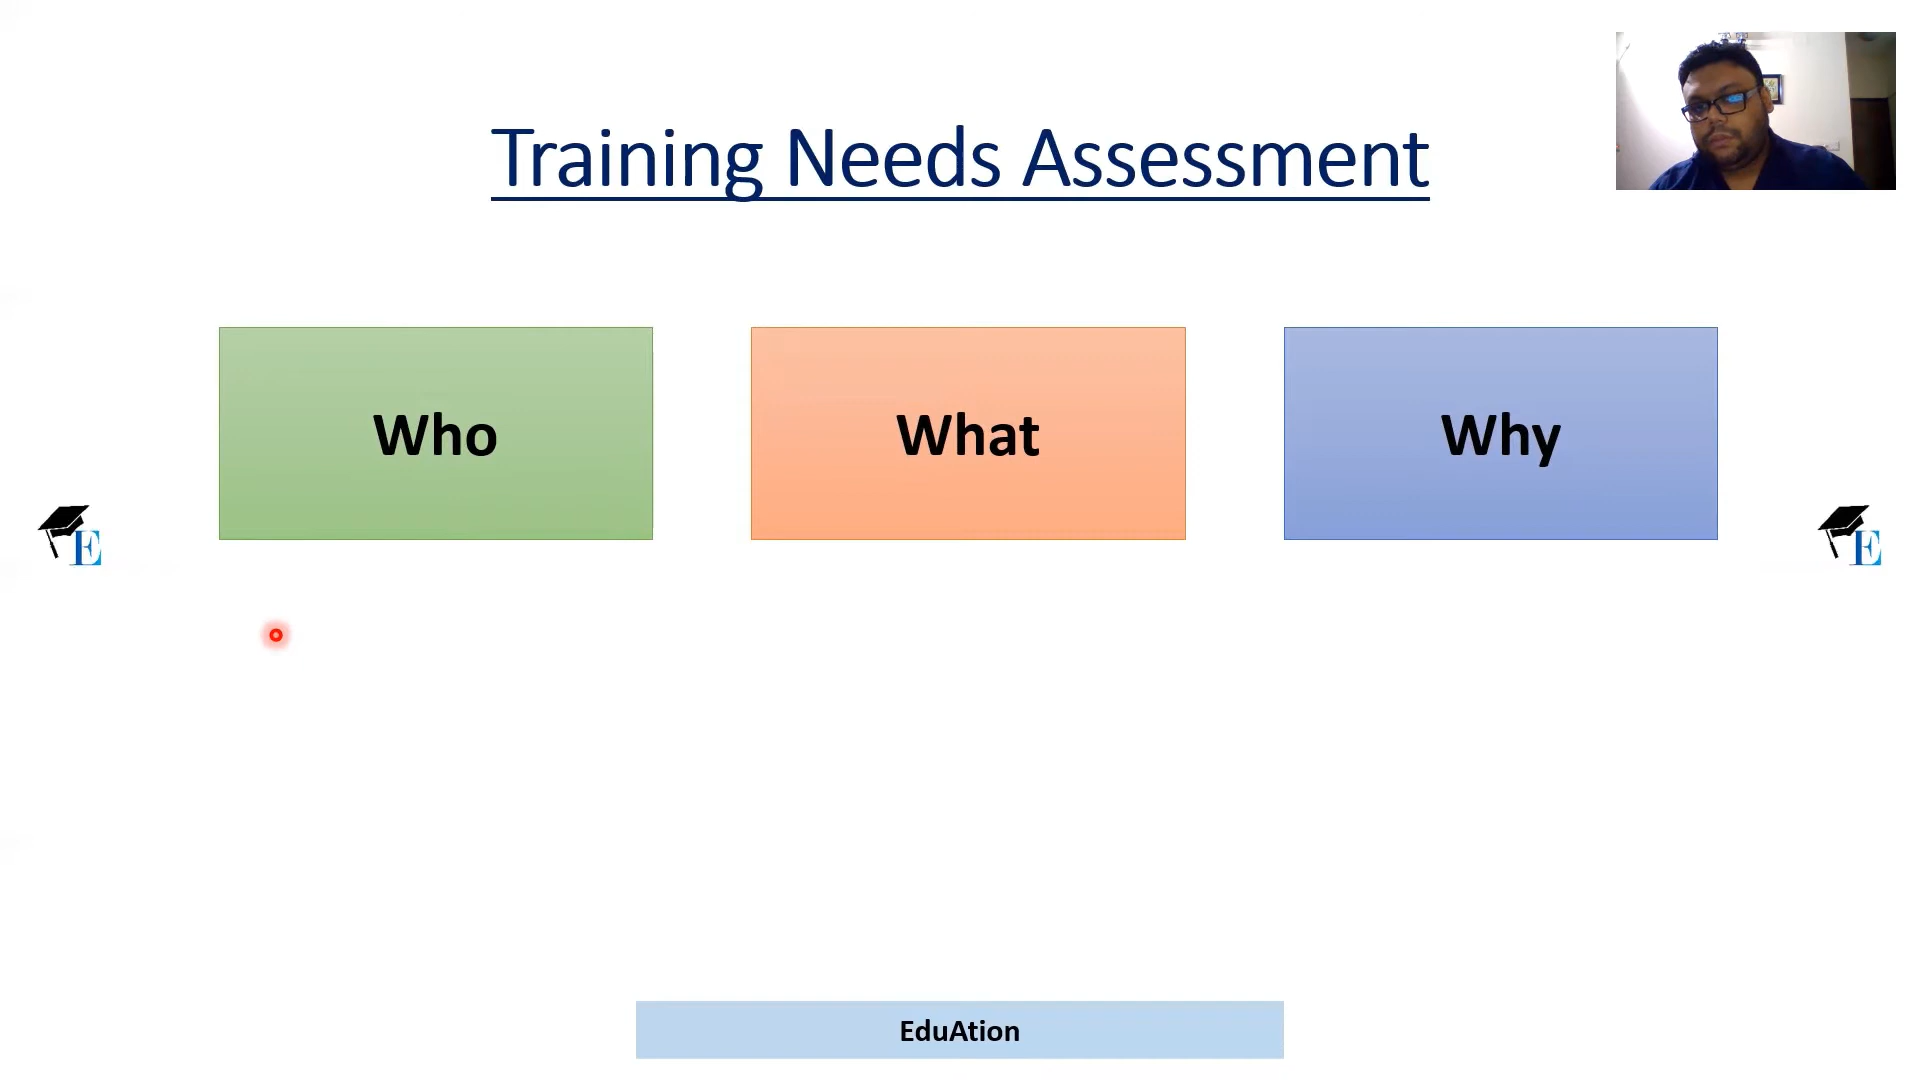 Training Needs Assessment
Who
What
Why
E
E
EduAtion